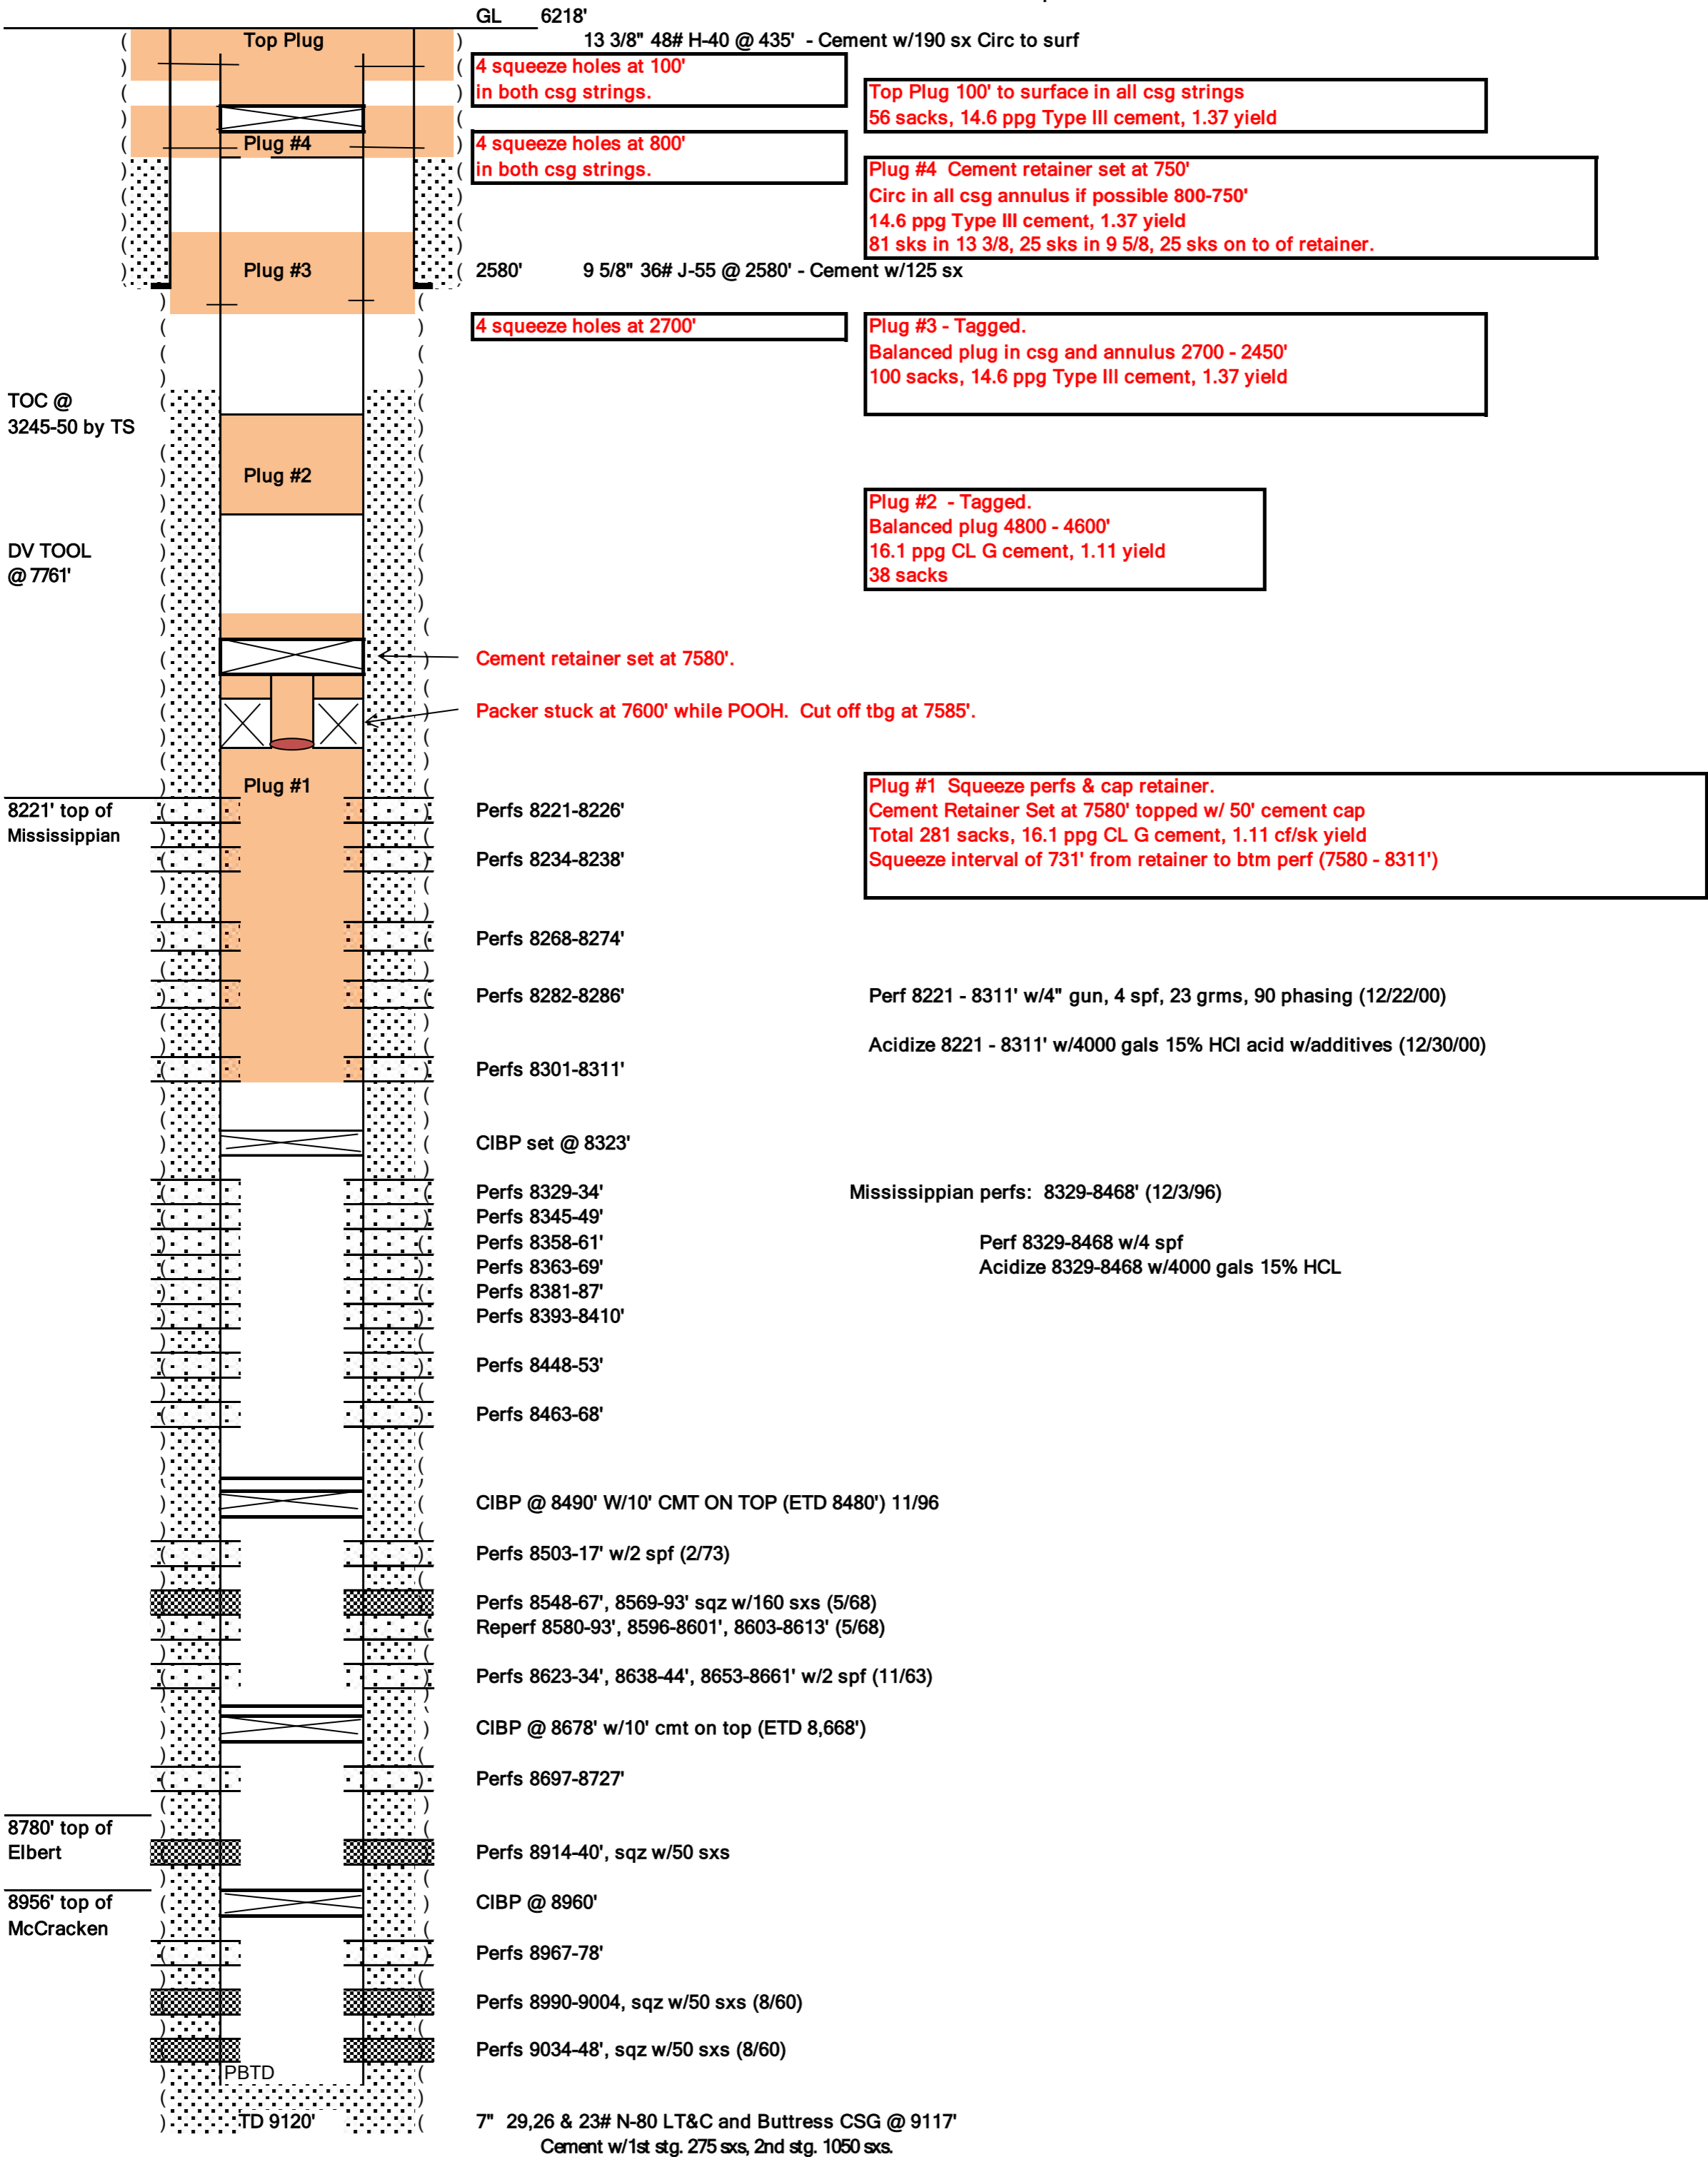 GL 6218'
Top Plug
13 3/8" 48# H-40 @ 435' - Cement w/190 sx Circ to surf
4 squeeze holes at 100'
in both csg strings.
Top Plug 100' to surface in all csg strings
56 sacks, 14.6 ppg Type III cement, 1.37 yield
Plug #4
4 squeeze holes at 800'
in both csg strings.
Plug #4 Cement retainer set at 750'
Circ in all csg annulus if possible 800-750'
14.6 ppg Type III cement, 1.37 yield
81 sks in 13 3/8, 25 sks in 9 5/8, 25 sks on to of retainer.
Plug #3
2580' 9 5/8" 36# J-55 @ 2580' - Cement w/125 sx
4 squeeze holes at 2700'
Plug #3 - Tagged.
Balanced plug in csg and annulus 2700 - 2450'
100 sacks, 14.6 ppg Type III cement, 1.37 yield
TOC @
3245-50 by TS
Plug #2
Plug #2 - Tagged.
Balanced plug 4800 - 4600'
16.1 ppg CL G cement, 1.11 yield
38 sacks
DV TOOL
@ 7761'
Cement retainer set at 7580'.
Packer stuck at 7600' while POOH. Cut off tbg at 7585'.
Plug #1
Plug #1 Squeeze perfs & cap retainer.
Cement Retainer Set at 7580' topped w/ 50' cement cap
Total 281 sacks, 16.1 ppg CL G cement, 1.11 cf/sk yield
Squeeze interval of 731' from retainer to btm perf (7580 - 8311')
8221' top of
Mississippian
Perfs 8221-8226'
Perfs 8234-8238'
Perfs 8268-8274'
Perfs 8282-8286'
Perf 8221 - 8311' w/4" gun, 4 spf, 23 grms, 90 phasing (12/22/00)
Acidize 8221 - 8311' w/4000 gals 15% HCl acid w/additives (12/30/00)
Perfs 8301-8311'
CIBP set @ 8323'
Perfs 8329-34'
Mississippian perfs: 8329-8468' (12/3/96)
Perfs 8345-49'
Perfs 8358-61'
Perf 8329-8468 w/4 spf
Perfs 8363-69'
Acidize 8329-8468 w/4000 gals 15% HCL
Perfs 8381-87'
Perfs 8393-8410'
Perfs 8448-53'
Perfs 8463-68'
CIBP @ 8490' W/10' CMT ON TOP (ETD 8480') 11/96
Perfs 8503-17' w/2 spf (2/73)
Perfs 8548-67', 8569-93' sqz w/160 sxs (5/68)
Reperf 8580-93', 8596-8601', 8603-8613' (5/68)
Perfs 8623-34', 8638-44', 8653-8661' w/2 spf (11/63)
CIBP @ 8678' w/10' cmt on top (ETD 8,668')
Perfs 8697-8727'
8780' top of
Elbert
Perfs 8914-40', sqz w/50 sxs
8956' top of
McCracken
CIBP @ 8960'
Perfs 8967-78'
Perfs 8990-9004, sqz w/50 sxs (8/60)
Perfs 9034-48', sqz w/50 sxs (8/60)
PBTD
TD 9120'
7" 29,26 & 23# N-80 LT&C and Buttress CSG @ 9117'
Cement w/1st stg. 275 sxs, 2nd stg. 1050 sxs.